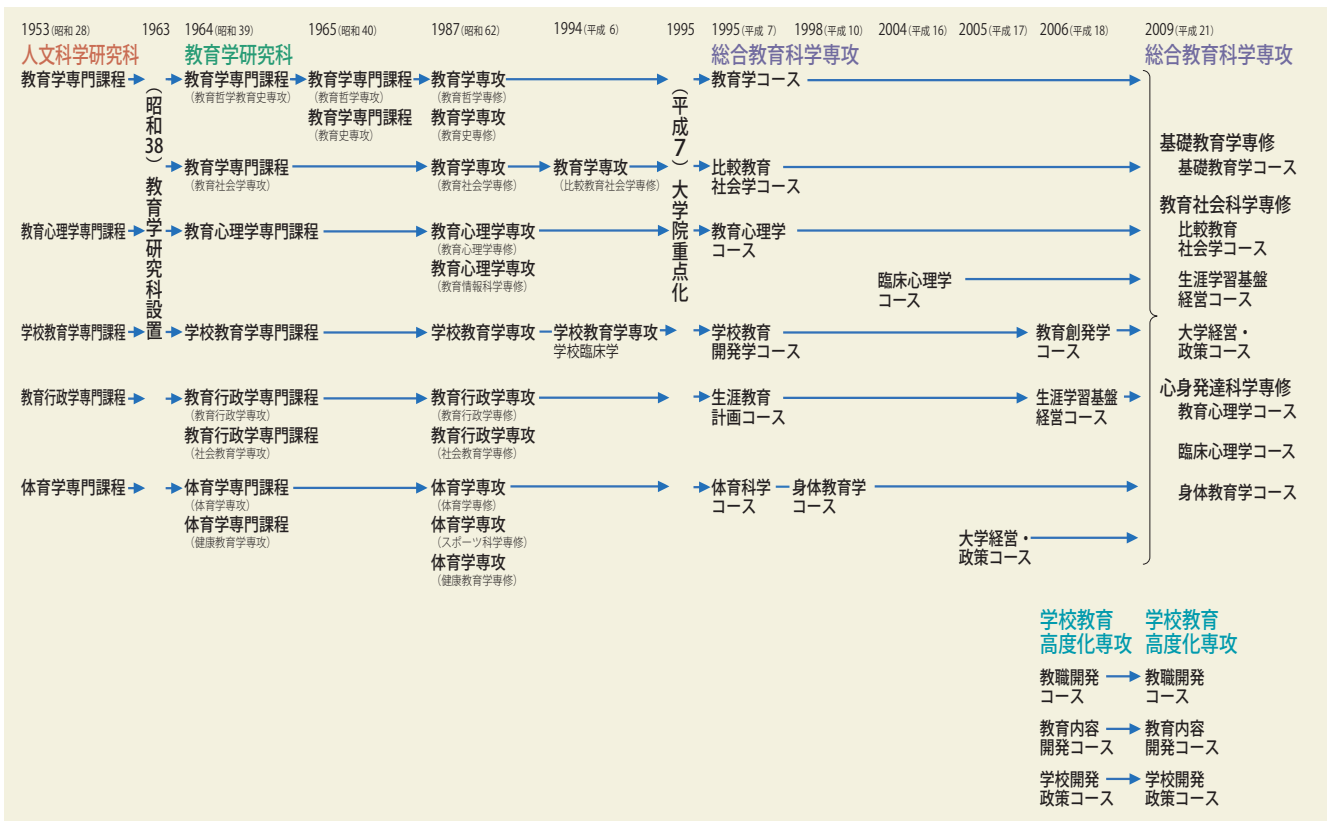 1953(昭和 28)
1963
1964(昭和 39)
1965(昭和 40)
1987(昭和 62)
1994(平成 6)
1995
1995(平成 7)
1998(平成 10)
2004(平成 16)
2005(平成 17)
2006(平成 18)
2009(平成 21)
人文科学研究科
教育学研究科
総合教育科学専攻
総合教育科学専攻
教育学専門課程
教育学専門課程
(教育哲学教育史専攻)
教育学専門課程
(教育哲学専攻)
教育学専門課程
(教育史専攻)
教育学専攻
(教育哲学専修)
教育学専攻
(教育史専修)
教育学コース
(昭和38)教育学研究科設置
(平成7)大学院重点化
教育学専門課程
(教育社会学専攻)
教育学専攻
(教育社会学専修)
教育学専攻
(比較教育社会学専修)
比較教育
社会学コース
教育心理学専門課程
教育心理学専門課程
教育心理学専攻
(教育心理学専修)
教育心理学専攻
(教育情報科学専修)
教育心理学
コース
臨床心理学
コース
学校教育学専門課程
学校教育学専門課程
学校教育学専攻
学校教育学専攻
学校臨床学
学校教育
開発学コース
教育創発学
コース
教育行政学専門課程
教育行政学専門課程
(教育行政学専攻)
教育行政学専門課程
(社会教育学専攻)
教育行政学専攻
(教育行政学専修)
教育行政学専攻
(社会教育学専修)
生涯教育
計画コース
生涯学習基盤
経営コース
体育学専門課程
体育学専門課程
(体育学専攻)
体育学専門課程
(健康教育学専攻)
体育学専攻
(体育学専修)
体育学専攻
(スポーツ科学専修)
体育学専攻
(健康教育学専修)
体育科学
コース
身体教育学
コース
大学経営・
政策コース
基礎教育学専修
基礎教育学コース
教育社会科学専修
比較教育
社会学コース
生涯学習基盤
経営コース
大学経営・
政策コース
心身発達科学専修
教育心理学コース
臨床心理学コース
身体教育学コース
学校教育
高度化専攻
学校教育
高度化専攻
教職開発
コース
教職開発
コース
教育内容
開発コース
教育内容
開発コース
学校開発
政策コース
学校開発
政策コース